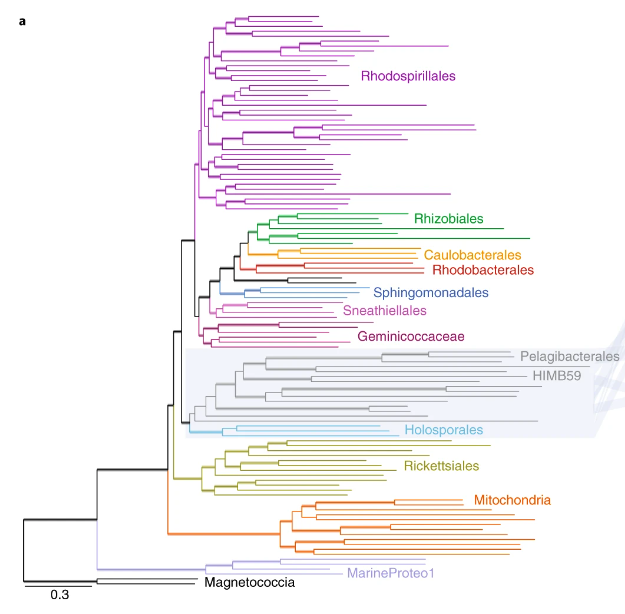 a
Rhodospirillales
Rhizobiales
Caulobacterales
Rhodobacterales
Sphingomonadales
Sneathiellales
Geminicoccaceae
Pelagibacterales
HIMB59
Holosporales
Rickettsiales
Mitochondria
MarineProteo1
Magnetococcia
0.3